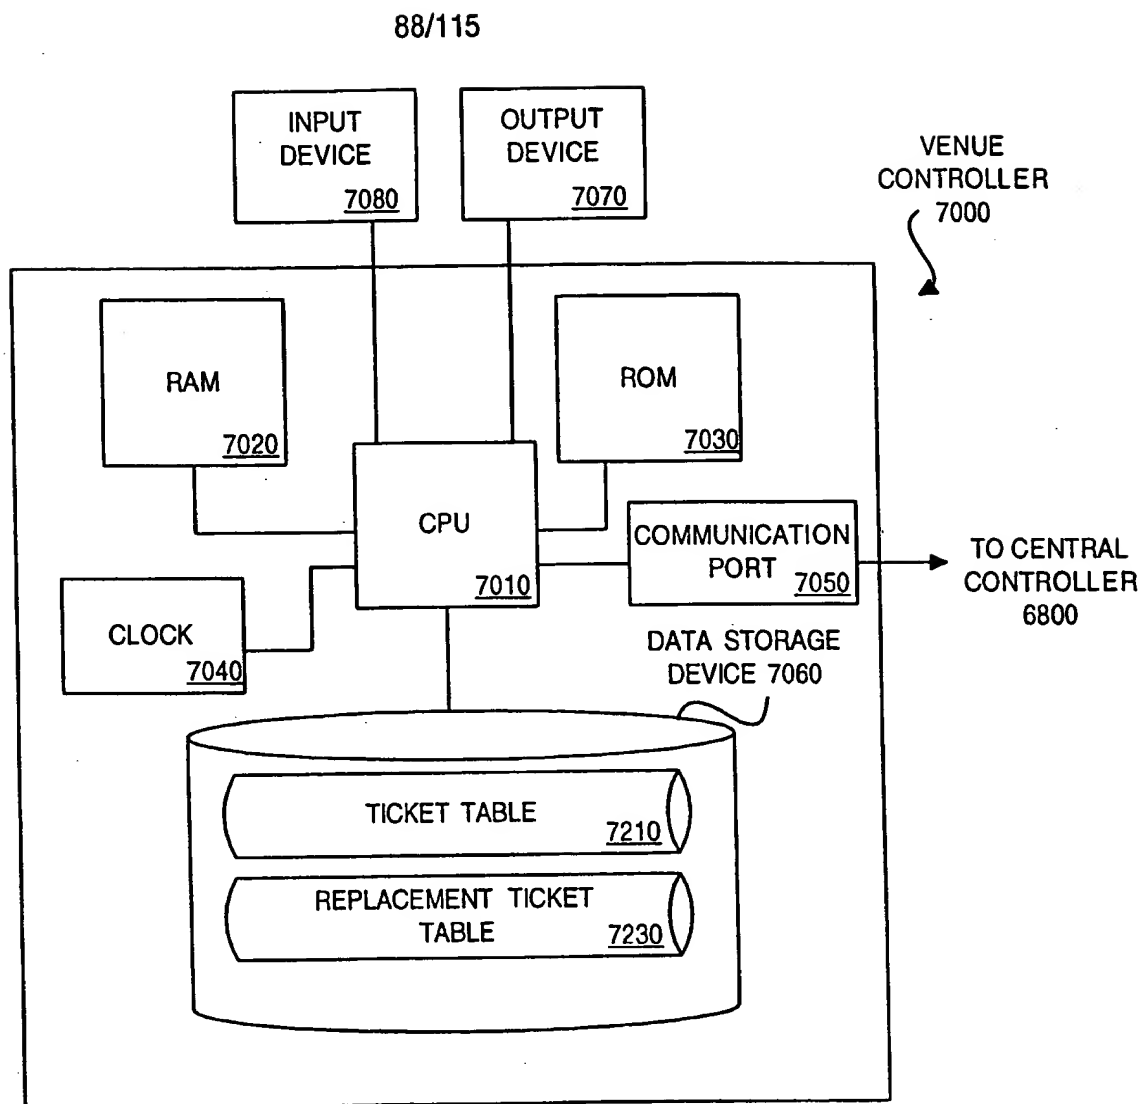 88/115
INPUT
DEVICE
7080
OUTPUT
DEVICE
7070
VENUE
CONTROLLER
7000
RAM
7020
ROM
7030
CPU
7010
COMMUNICATION
PORT
7050
TO CENTRAL
CONTROLLER
6800
CLOCK
7040
DATA STORAGE
DEVICE 7060
TICKET TABLE
7210
REPLACEMENT TICKET
TABLE
7230